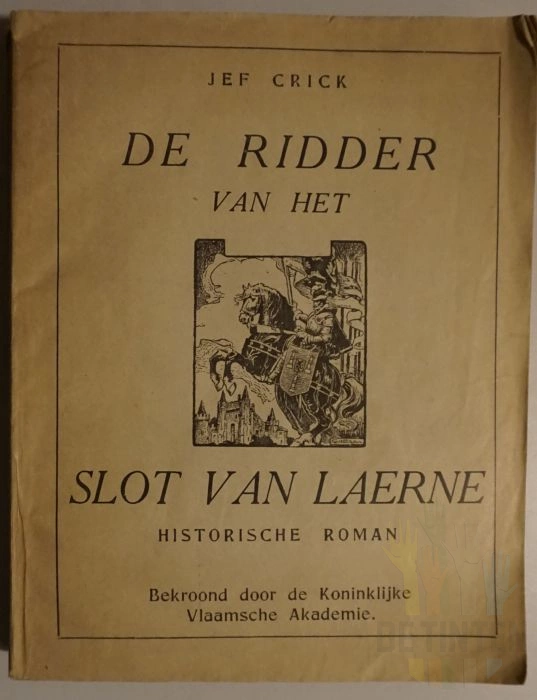 JEF CRICK
DE RIDDER
VAN HET
SLOT VAN LAERNE
HISTORISCHE ROMAN
Bekroond door de Koninklijke
Vlaamsche Akademie.